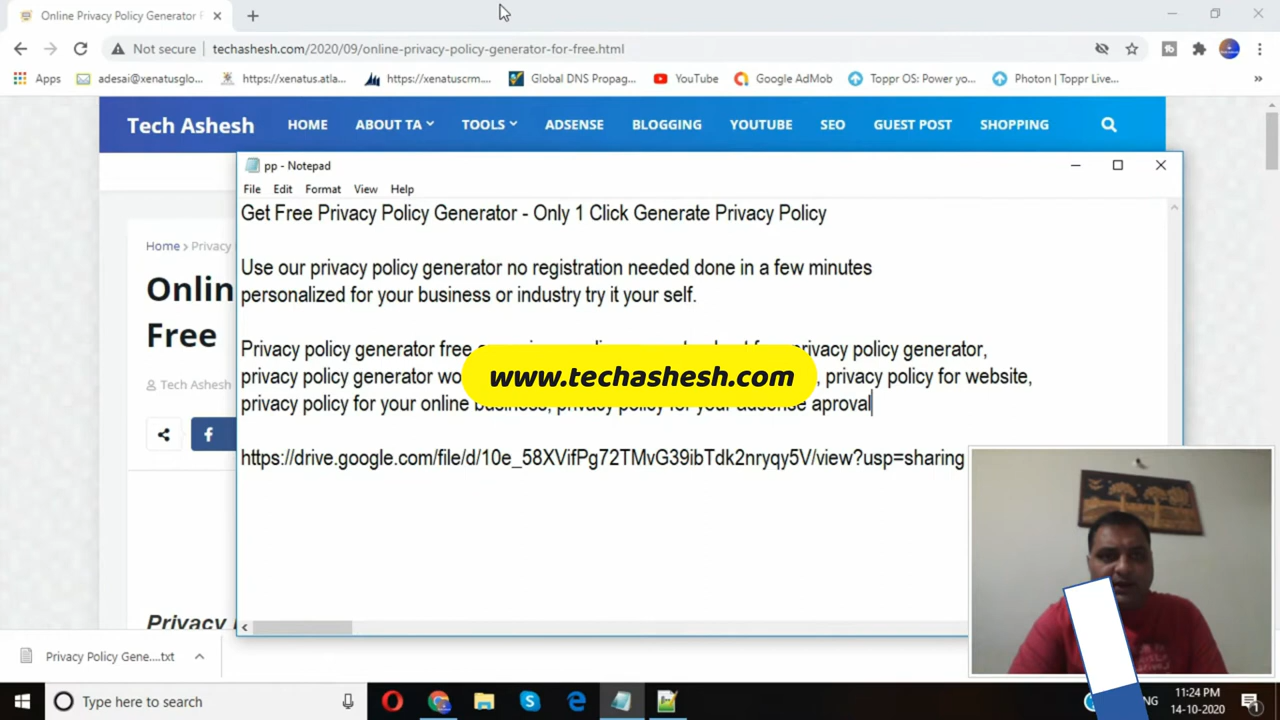 Online Privacy Policy Generator F
Not secure
techashesh.com/2020/09/online-privacy-policy-generator-for-free.html
Apps
adesai@xenatusglo...
https://xenatus.atla...
https://xenatuscrm....
Global DNS Propag...
YouTube
Google AdMob
Toppr OS: Power yo...
Photon | Toppr Live...
Tech Ashesh
HOME
ABOUT TA
TOOLS
ADSENSE
BLOGGING
YOUTUBE
SEO
GUEST POST
SHOPPING
pp - Notepad
File Edit Format View Help
Get Free Privacy Policy Generator - Only 1 Click Generate Privacy Policy
Use our privacy policy generator no registration needed done in a few minutes
personalized for your business or industry try it your self.
Privacy policy generator free privacy policy generator,
privacy policy generator , privacy policy for website,
privacy policy for your online business, privacy policy for your adsense aproval
www.techashesh.com
https://drive.google.com/file/d/10e_58XVifPg72TMvG39ibTdk2nryqy5V/view?usp=sharing
Home > Privacy
Onlin
Free
Tech Ashesh
Privacy
Privacy Policy Gene....txt
Type here to search
11:24 PM
14-10-2020